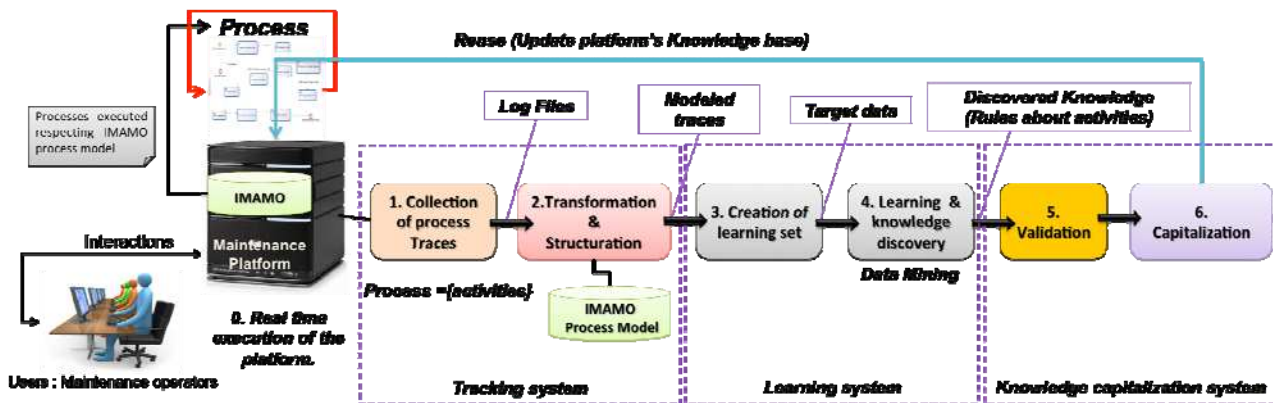 Process
Reuse (Update platform's Knowledge base)
Processes executed
respecting IMAMO
process model
Log Files
Modeled
traces
Target data
Discovered Knowledge
(Rules about activities)
IMAMO
Maintenance
Platform
Interactions
1. Collection
of process
Traces
2.Transformation
&
Structuration
3. Creation of
learning set
4. Learning &
knowledge
discovery
5.
Validation
6.
Capitalization
Data Mining
Process ={activities}
IMAMO
Process Model
0. Real time
execution of the
platform.
Users : Maintenance operators
Tracking system
Learning system
Knowledge capitalization system